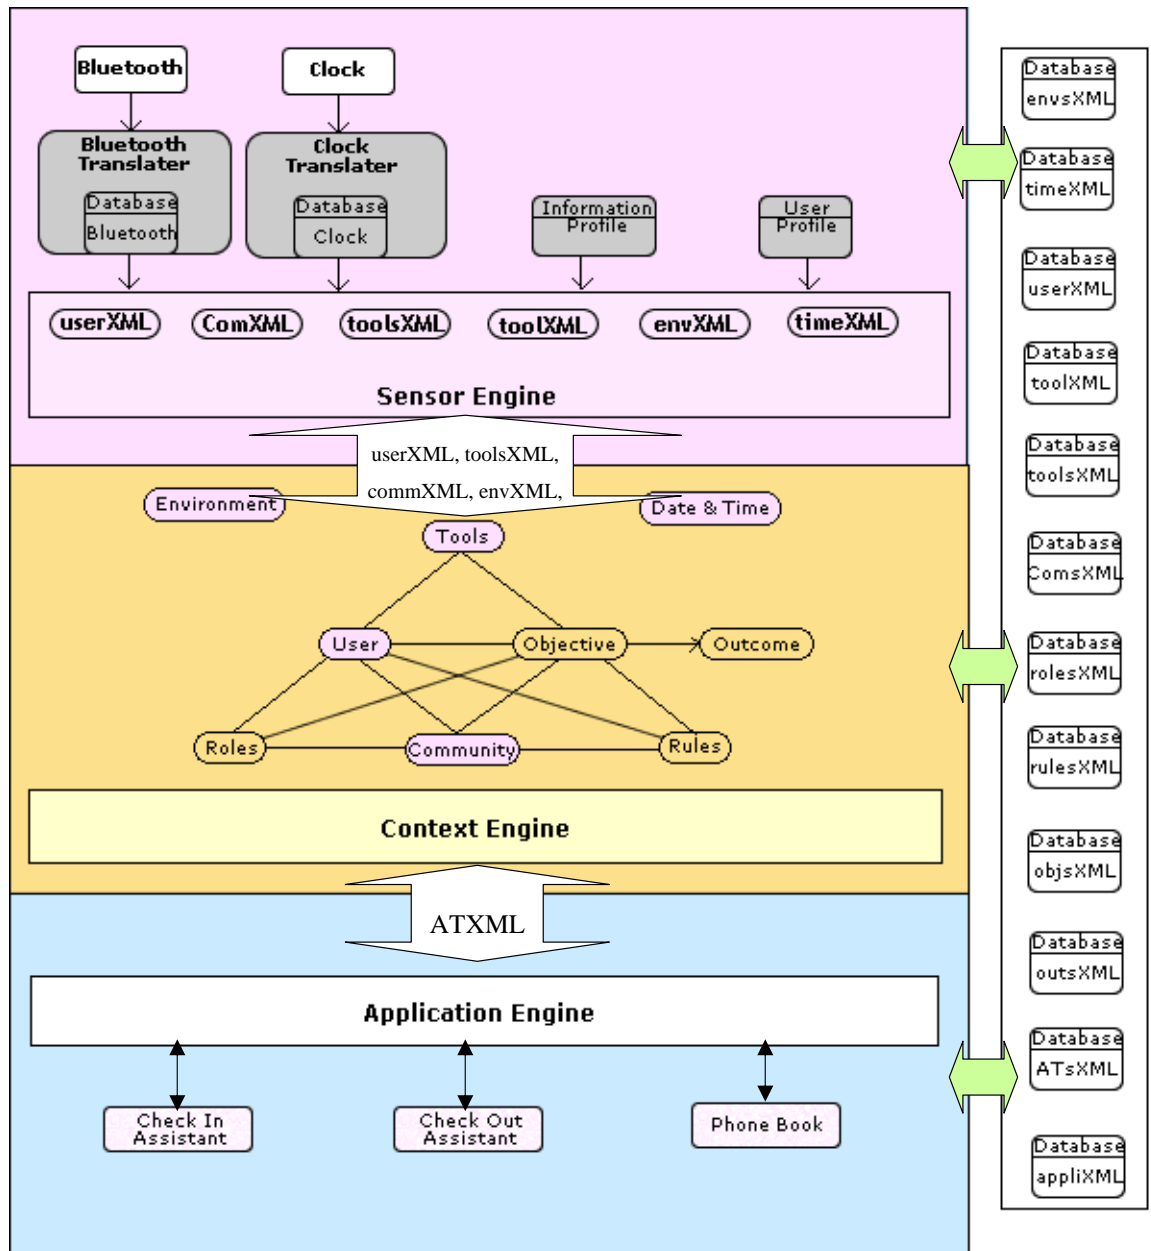 Bluetooth
Clock
Bluetooth
Translater
Database
Bluetooth
Clock
Translater
Database
Clock
Information
Profile
User
Profile
userXML
ComXML
toolsXML
toolXML
envXML
timeXML
Sensor Engine
userXML, toolsXML,
commXML, envXML,
Environment
Date & Time
Tools
User
Objective
Outcome
Roles
Community
Rules
Context Engine
ATXML
Application Engine
Check In
Assistant
Check Out
Assistant
Phone Book
Database
envsXML
Database
timeXML
Database
userXML
Database
toolXML
Database
toolsXML
Database
ComsXML
Database
rolesXML
Database
rulesXML
Database
objsXML
Database
outsXML
Database
ATsXML
Database
appliXML